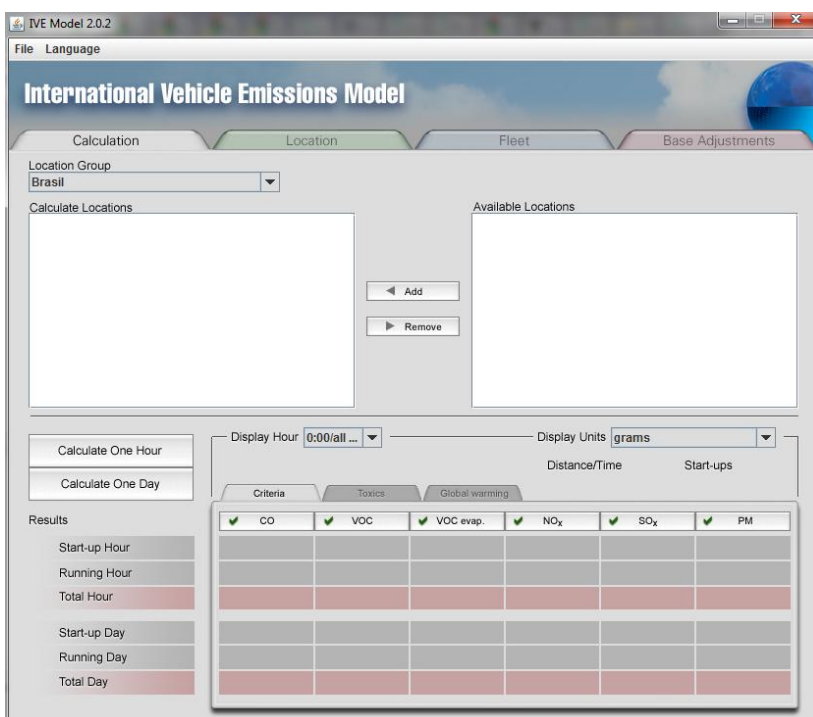 IVE Model 2.0.2
File Language
International Vehicle Emissions Model
Calculation Location Fleet Base Adjustments
Location Group
Brasil
Calculate Locations Available Locations
Add
Remove
Calculate One Hour
Calculate One Day
Display Hour 0:00/all ... Display Units grams
Distance/Time Start-ups
Criteria Toxics Global warming
Results
CO VOC VOC evap. NOx SOx PM
Start-up Hour
Running Hour
Total Hour
Start-up Day
Running Day
Total Day